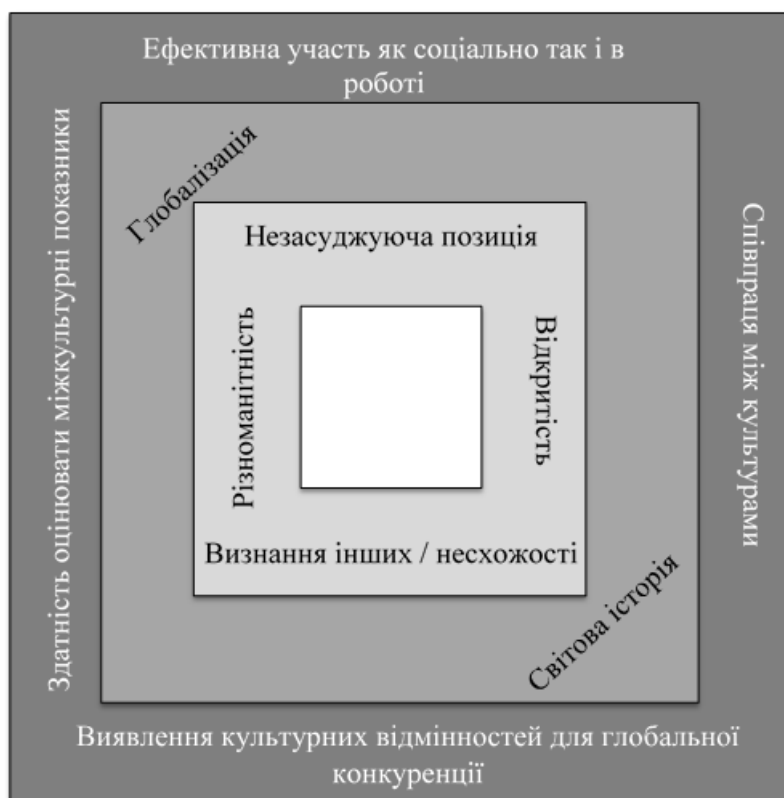 Ефективна участь як соціально так і в
роботі
Здатність оцінювати міжкультурні показники
Глобалізація
Незасуджуюча позиція
Різноманітність
Відкритість
Визнання інших / несхожості
Світова історія
Співпраця між культурами
Виявлення культурних відмінностей для глобальної
конкуренції